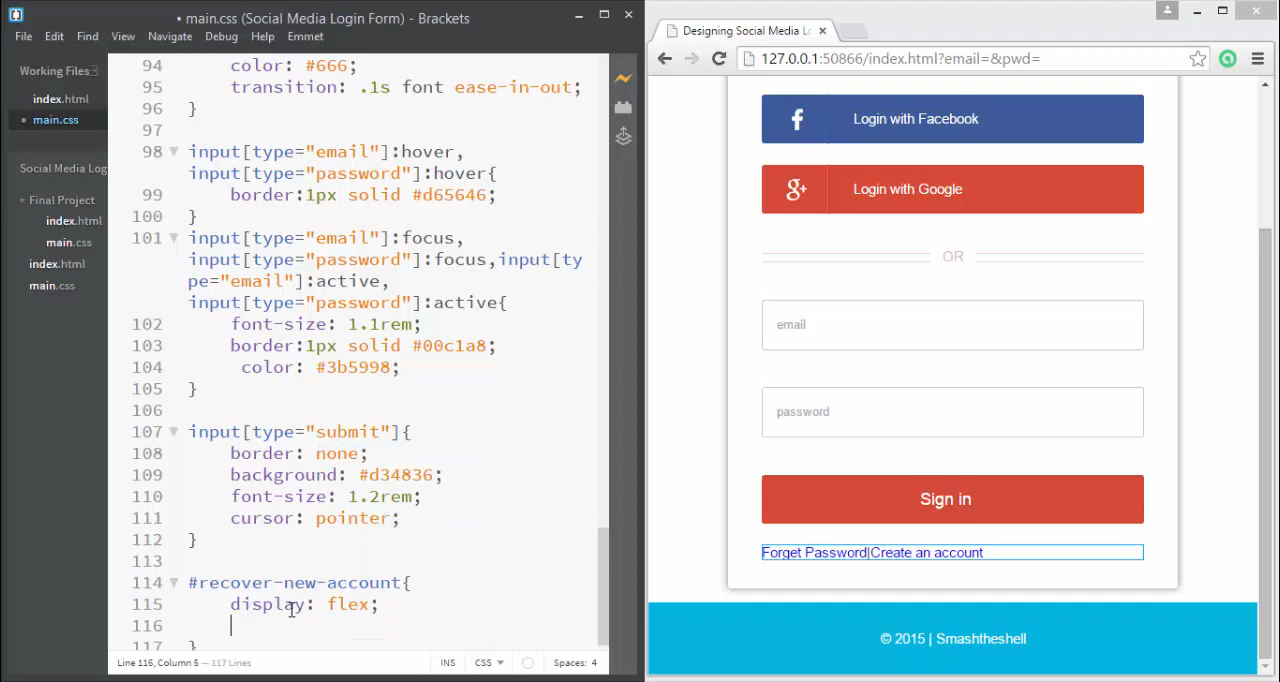 • main.css (Social Media Login Form) - Brackets
File Edit Find View Navigate Debug Help Emmet
Working Files
index.html
• main.css
Social Media Log
Final Project
index.html
main.css
index.html
main.css
94 color: #666;
95 transition: .1s font ease-in-out;
96 }
97
98 input[type="email"]:hover,
input[type="password"]:hover{
99 border:1px solid #d65646;
100 }
101 input[type="email"]:focus,
input[type="password"]:focus,input[ty
pe="email"]:active,
input[type="password"]:active{
102 font-size: 1.1rem;
103 border:1px solid #00c1a8;
104 color: #3b5998;
105 }
106
107 input[type="submit"]{
108 border: none;
109 background: #d34836;
110 font-size: 1.2rem;
111 cursor: pointer;
112 }
113
114 #recover-new-account{
115 display: flex;
116
117 }
Line 116, Column 5 — 117 Lines
INS CSS Spaces: 4
Designing Social Media Lo
127.0.0.1:50866/index.html?email=&pwd=
f Login with Facebook
g+ Login with Google
OR
email
password
Sign in
Forget Password|Create an account
© 2015 | Smashtheshell